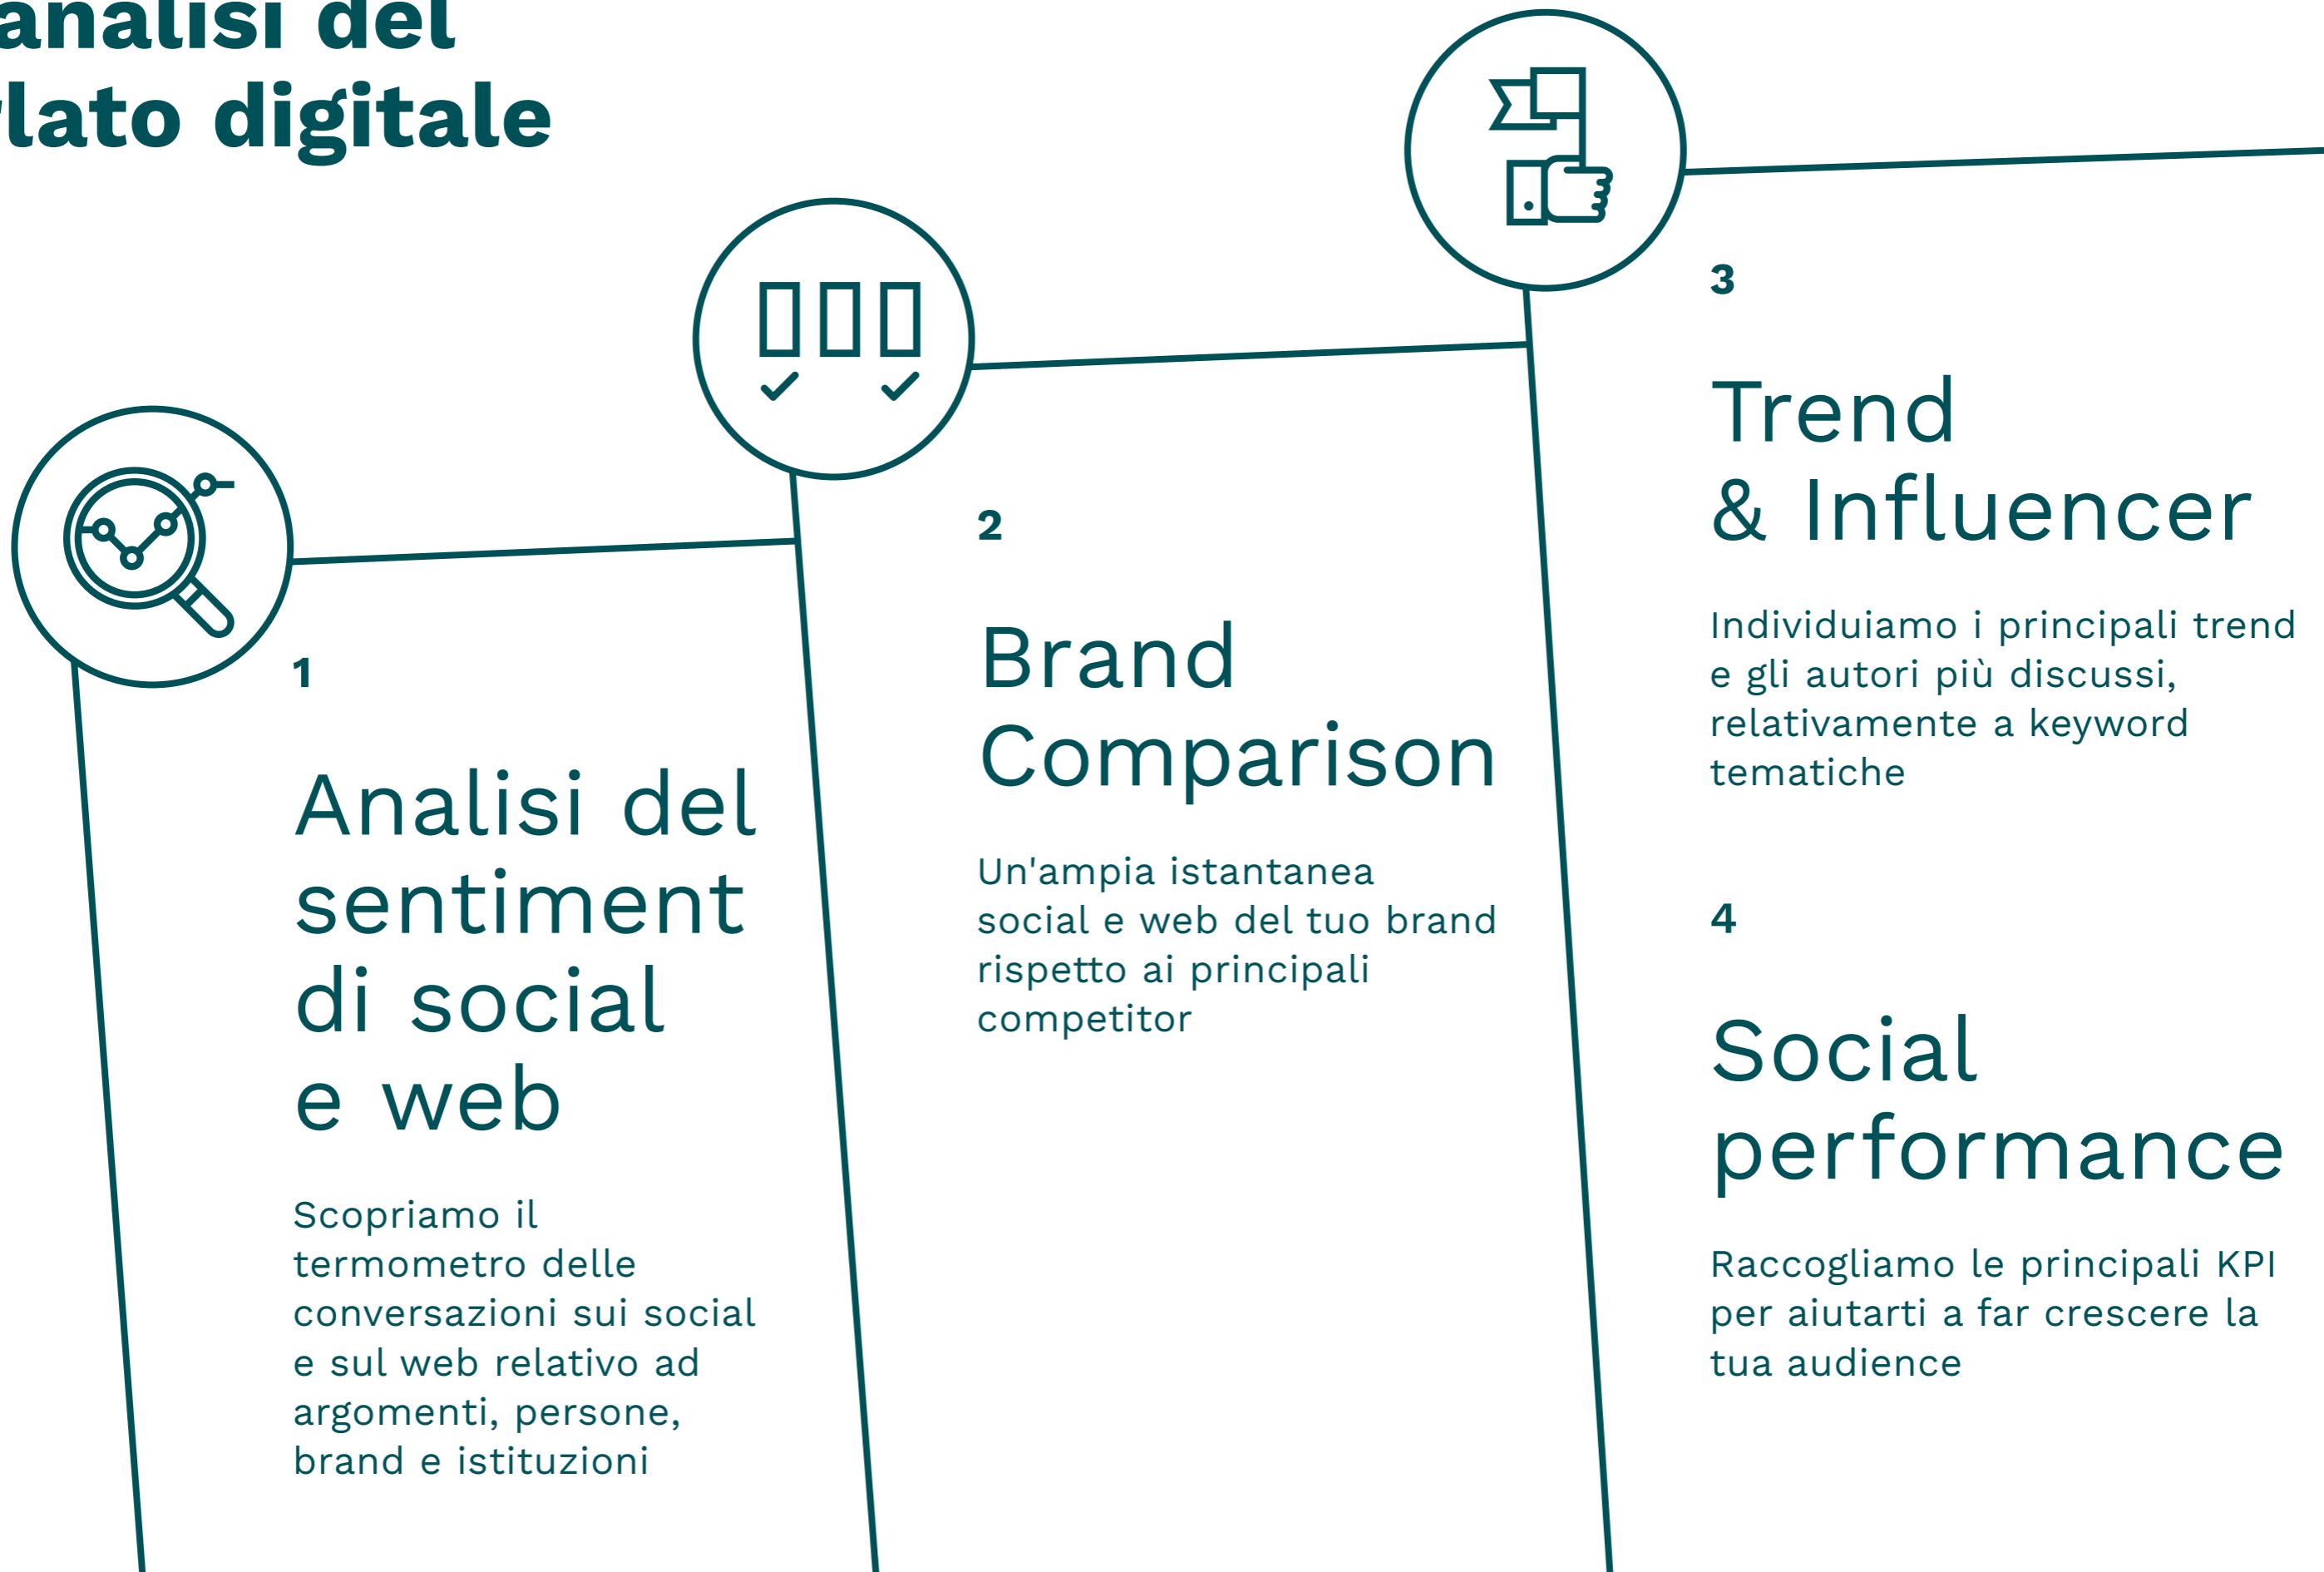 analisi del
rlato digitale
1
Analisi del
sentiment
di social
e web
Scopriamo il
termometro delle
conversazioni sui social
e sul web relativo ad
argomenti, persone,
brand e istituzioni
2
Brand
Comparison
Un'ampia istantanea
social e web del tuo brand
rispetto ai principali
competitor
3
Trend
& Influencer
Individuiamo i principali trend
e gli autori più discussi,
relativamente a keyword
tematiche
4
Social
performance
Raccogliamo le principali KPI
per aiutarti a far crescere la
tua audience